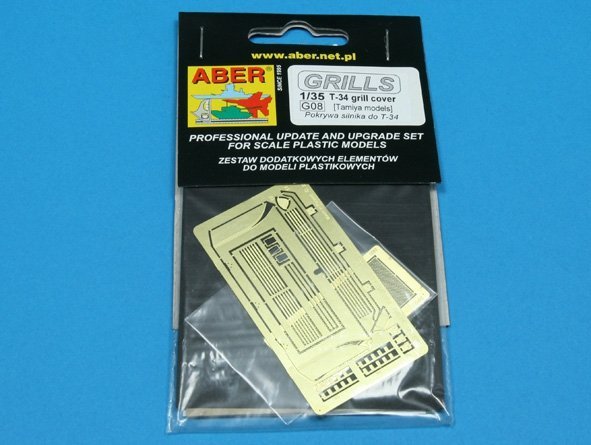 www.aber.net.pl
ABER
SINCE 1995
GRILLS
1/35 T-34 grill cover
G08 [Tamiya models]
Pokrywa silnika do T-34
PROFESSIONAL UPDATE AND UPGRADE SET
FOR SCALE PLASTIC MODELS
ZESTAW DODATKOWYCH ELEMENTÓW
DO MODELI PLASTIKOWYCH